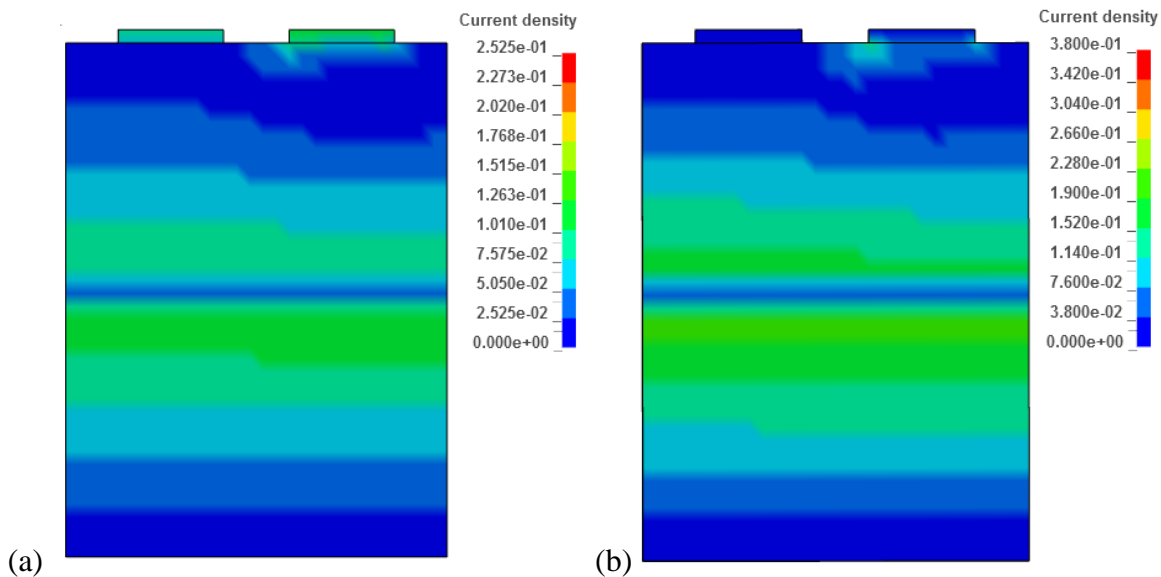 Current density
2.525e-01
2.273e-01
2.020e-01
1.768e-01
1.515e-01
1.263e-01
1.010e-01
7.575e-02
5.050e-02
2.525e-02
0.000e+00
(a)
Current density
3.800e-01
3.420e-01
3.040e-01
2.660e-01
2.280e-01
1.900e-01
1.520e-01
1.140e-01
7.600e-02
3.800e-02
0.000e+00
(b)